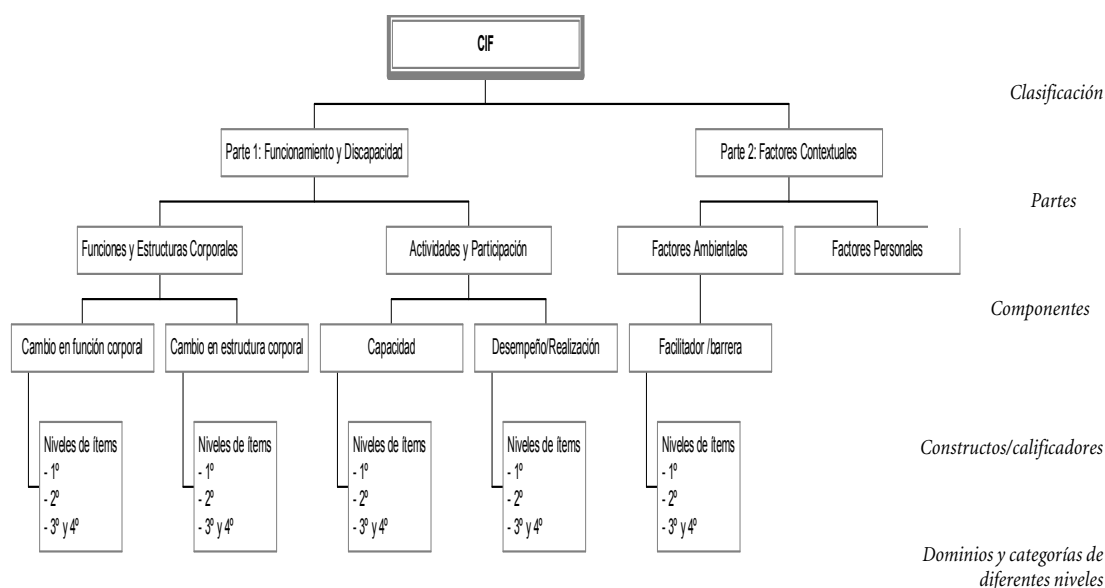 CIF
Clasificación
Parte 1: Funcionamiento y Discapacidad
Parte 2: Factores Contextuales
Partes
Funciones y Estructuras Corporales
Actividades y Participación
Factores Ambientales
Factores Personales
Componentes
Cambio en función corporal
Cambio en estructura corporal
Capacidad
Desempeño/Realización
Facilitador /barrera
Constructos/calificadores
Niveles de ítems
- 1º
- 2º
- 3º y 4º
Niveles de ítems
- 1º
- 2º
- 3º y 4º
Niveles de ítems
- 1º
- 2º
- 3º y 4º
Niveles de ítems
- 1º
- 2º
- 3º y 4º
Niveles de ítems
- 1º
- 2º
- 3º y 4º
Dominios y categorías de
diferentes niveles